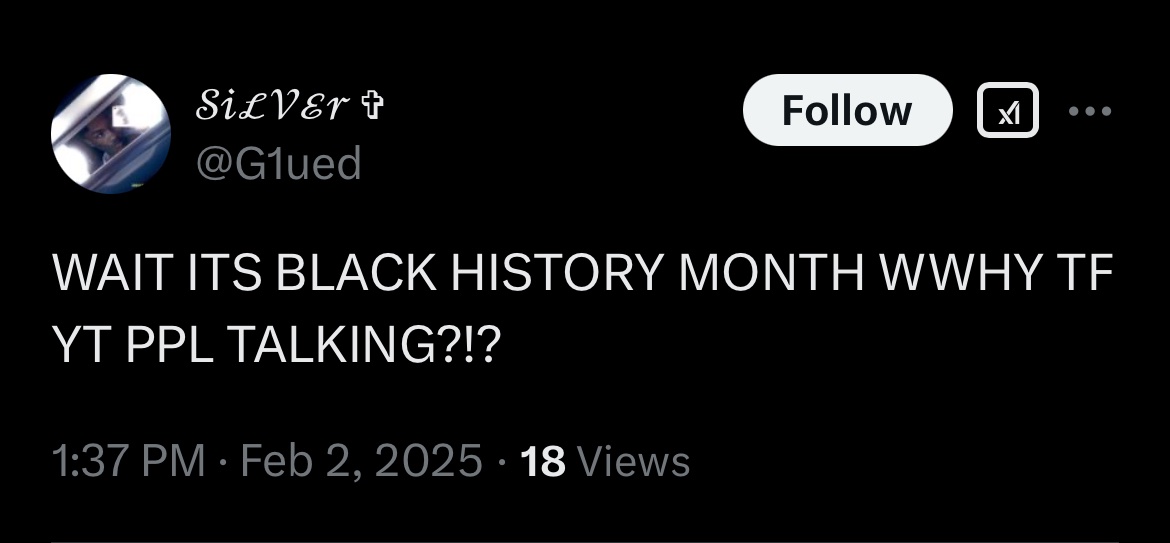 𝓢𝓲𝓛𝓥𝓔𝓻 ✞
@G1ued
Follow
WAIT ITS BLACK HISTORY MONTH WWHY TF
YT PPL TALKING?!?
1:37 PM · Feb 2, 2025 · 18 Views